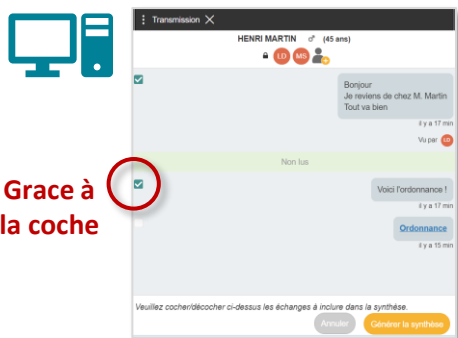 Transmission
HENRI MARTIN (45 ans)
LD MS
Bonjour
Je reviens de chez M. Martin
Tout va bien
il y a 17 min
Vu par
Non lus
Grace à
la coche
Voici l'ordonnance !
il y a 17 min
Ordonnance
il y a 15 min
Veuillez cocher/décocher ci-dessus les échanges à inclure dans la synthèse.
Annuler Générer la synthèse